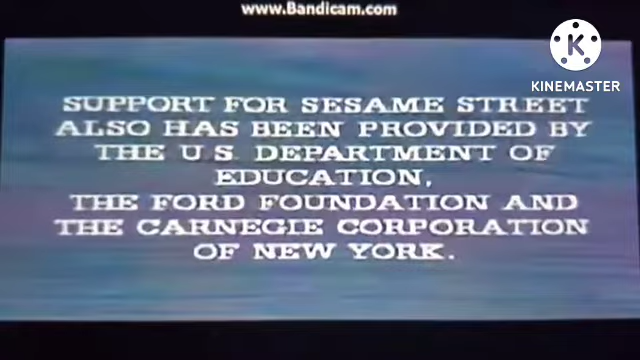 www.Bandicam.com
K
KINEMASTER
SUPPORT FOR SESAME STREET
ALSO HAS BEEN PROVIDED BY
THE U.S. DEPARTMENT OF
EDUCATION,
THE FORD FOUNDATION AND
THE CARNEGIE CORPORATION
OF NEW YORK.